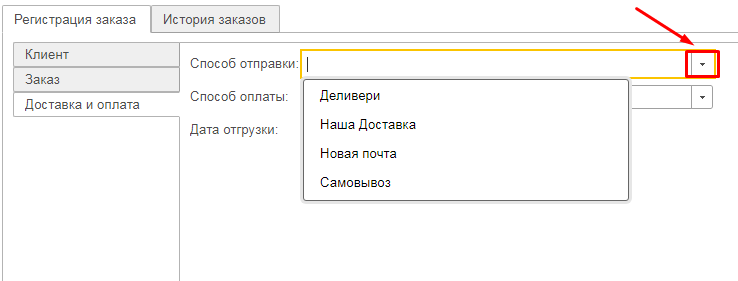 Регистрация заказа История заказов
Клиент
Заказ
Доставка и оплата
Способ отправки:
Деливери
Наша Доставка
Новая почта
Самовывоз
Способ оплаты:
Дата отгрузки: